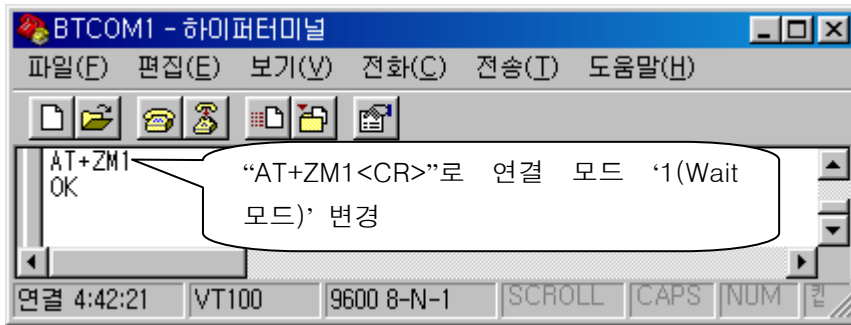 BTCOM1 - 하이퍼터미널
파일(F) 편집(E) 보기(V) 전화(C) 전송(T) 도움말(H)
AT+ZM1
OK
“AT+ZM1<CR>”로 연결 모드 ‘1(Wait
모드)’ 변경
연결 4:42:21 VT100 9600 8-N-1 SCROLL CAPS NUM 캡